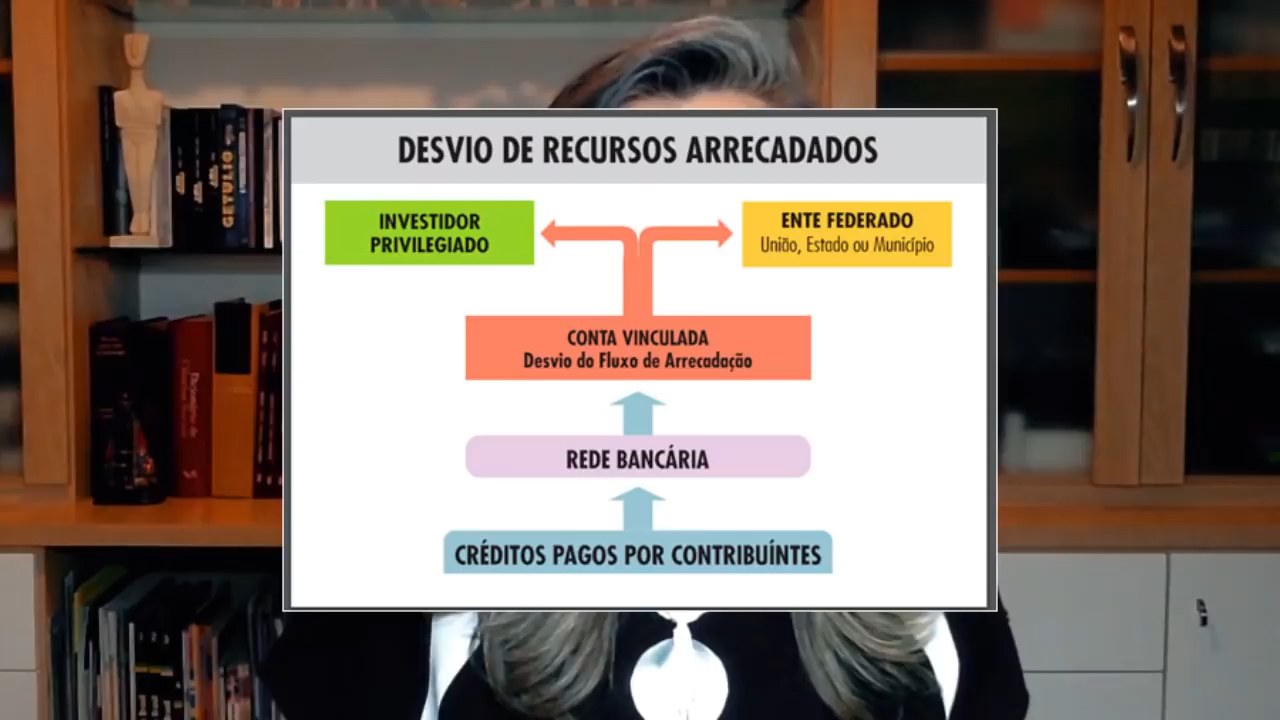 DESVIO DE RECURSOS ARRECADADOS
INVESTIDOR
PRIVILEGIADO
ENTE FEDERADO
União, Estado ou Município
CONTA VINCULADA
Desvio do Fluxo de Arrecadação
REDE BANCÁRIA
CRÉDITOS PAGOS POR CONTRIBUÍNTES
GETULIO